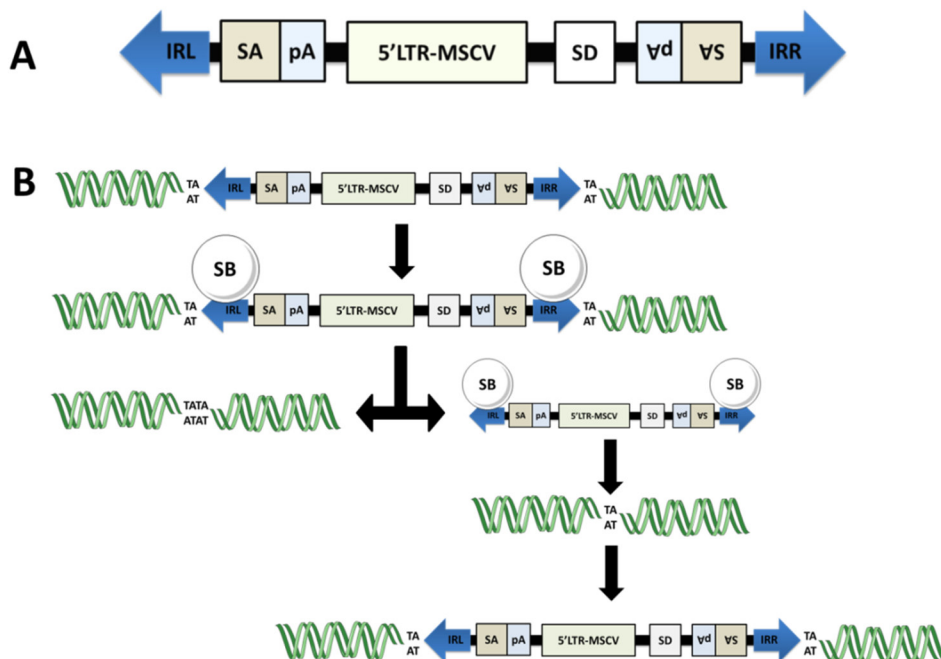 A
IRL SA pA 5'LTR-MSCV SD pA SA IRR
B
TA TA
AT IRL SA pA 5'LTR-MSCV SD pA SA IRR AT
SB SB
TA TA
AT IRL SA pA 5'LTR-MSCV SD pA SA IRR AT
SB SB
TATA
ATAT
IRL SA pA 5'LTR-MSCV SD pA SA IRR
TA
AT
TA TA
AT IRL SA pA 5'LTR-MSCV SD pA SA IRR AT